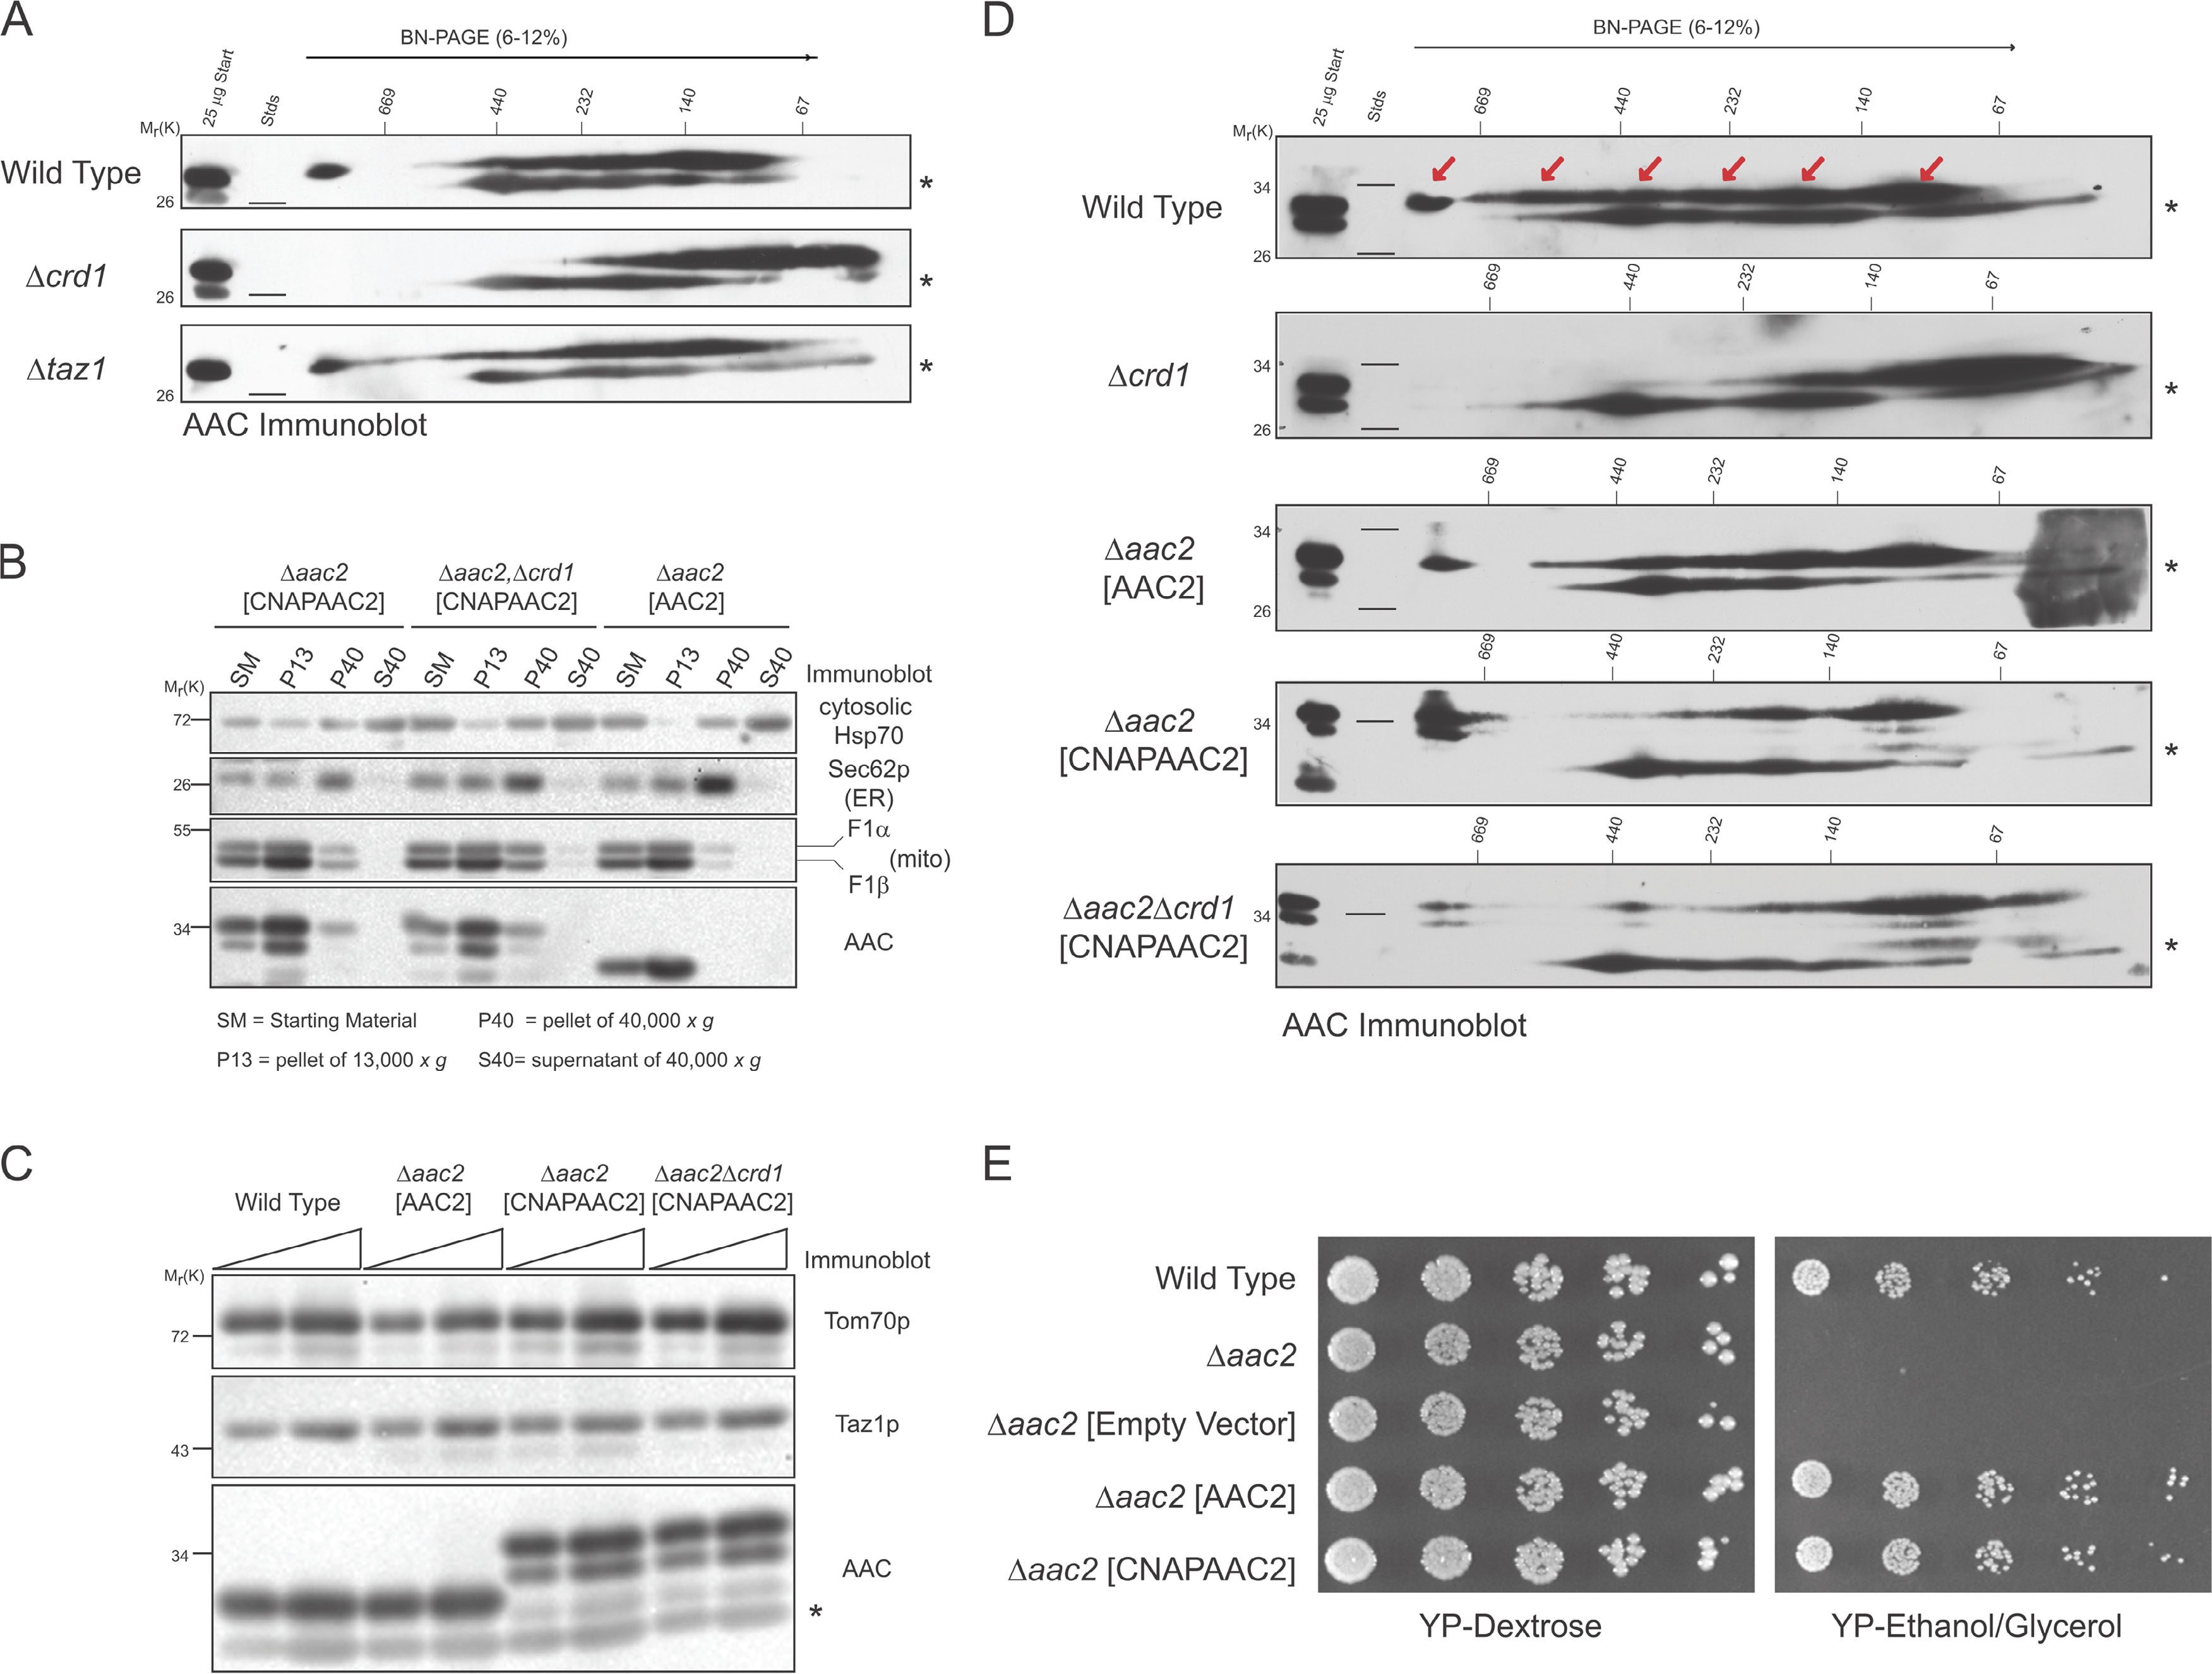 A
BN-PAGE (6-12%)
25 µg Start
Stds
669
440
232
140
67
Mr(K)
Wild Type
26
*
Δcrd1
26
*
Δtaz1
26
*
AAC Immunoblot
B
Δaac2
[CNAPAAC2]
Δaac2,Δcrd1
[CNAPAAC2]
Δaac2
[AAC2]
SM P13 P40 S40 SM P13 P40 S40 SM P13 P40 S40
Immunoblot
Mr(K)
72
cytosolic
Hsp70
26
Sec62p
(ER)
55
F1α
(mito)
F1β
34
AAC
SM = Starting Material
P40 = pellet of 40,000 x g
P13 = pellet of 13,000 x g
S40= supernatant of 40,000 x g
C
Wild Type
Δaac2
[AAC2]
Δaac2
[CNAPAAC2]
Δaac2Δcrd1
[CNAPAAC2]
Immunoblot
Mr(K)
72
Tom70p
43
Taz1p
34
AAC
*
D
BN-PAGE (6-12%)
25 µg Start
Stds
669
440
232
140
67
Mr(K)
Wild Type
34
26
*
669
440
232
140
67
Δcrd1
34
26
*
669
440
232
140
67
Δaac2
[AAC2]
34
26
*
669
440
232
140
67
Δaac2
[CNAPAAC2]
34
*
669
440
232
140
67
Δaac2Δcrd1
[CNAPAAC2]
34
*
AAC Immunoblot
E
Wild Type
Δaac2
Δaac2 [Empty Vector]
Δaac2 [AAC2]
Δaac2 [CNAPAAC2]
YP-Dextrose
YP-Ethanol/Glycerol